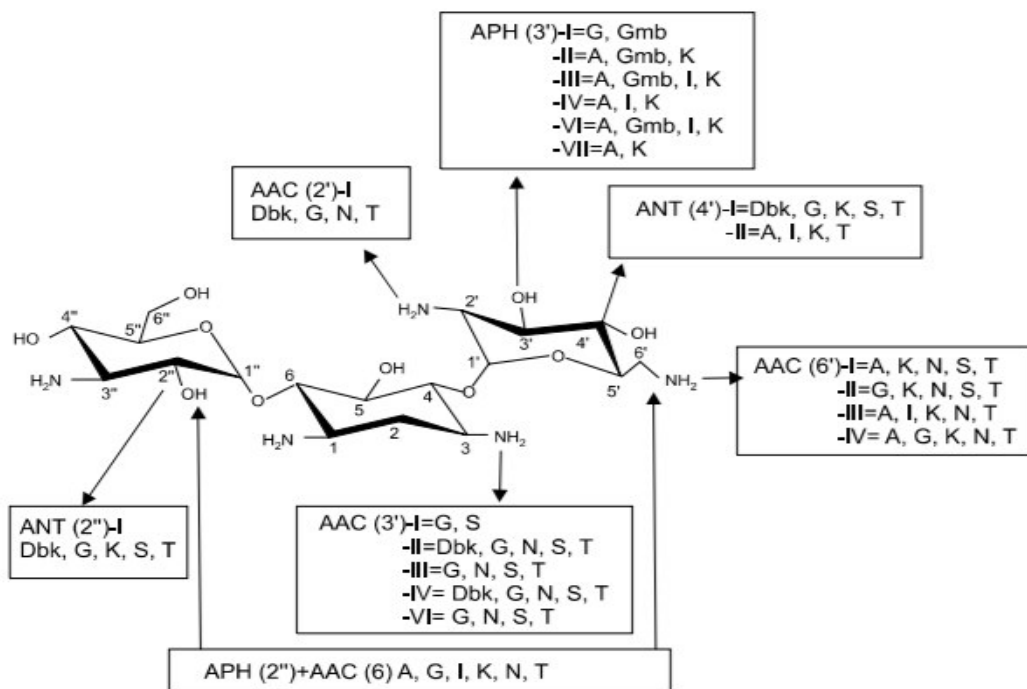 APH (3')-I=G, Gmb
-II=A, Gmb, K
-III=A, Gmb, I, K
-IV=A, I, K
-VI=A, Gmb, I, K
-VII=A, K
AAC (2')-I
Dbk, G, N, T
ANT (4')-I=Dbk, G, K, S, T
-II=A, I, K, T
OH
6"
4"
HO
5"
O
H₂N
3"
2"
OH
1"
O
H₂N
2'
OH
3'
4'
OH
1'
O
5'
6'
NH₂
OH
6
5
4
O
H₂N
1
2
3
NH₂
AAC (6')-I=A, K, N, S, T
-II=G, K, N, S, T
-III=A, I, K, N, T
-IV= A, G, K, N, T
ANT (2")-I
Dbk, G, K, S, T
AAC (3')-I=G, S
-II=Dbk, G, N, S, T
-III=G, N, S, T
-IV= Dbk, G, N, S, T
-VI= G, N, S, T
APH (2")+AAC (6) A, G, I, K, N, T